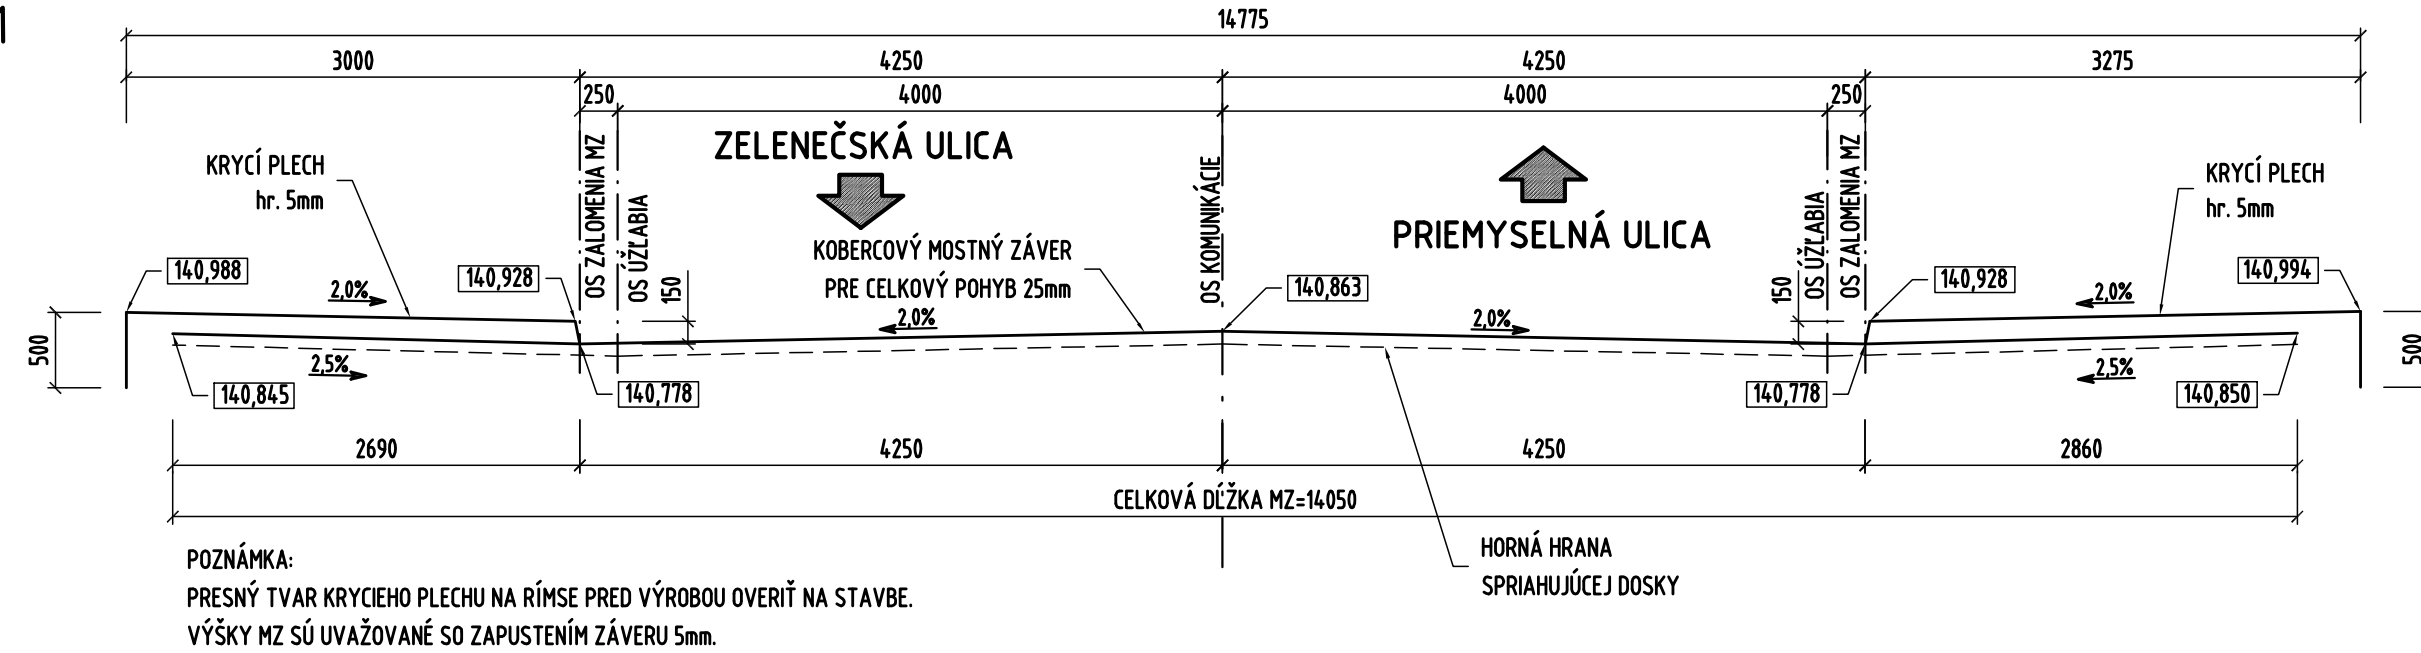 1
14775
3000 4250 4250 3275
250 4000 4000 250
ZELENEČSKÁ ULICA
PRIEMYSELNÁ ULICA
KRYCÍ PLECH
hr. 5mm
OS ZALOMENIA MZ
OS ÚŽĽABIA
KOBERCOVÝ MOSTNÝ ZÁVER
PRE CELKOVÝ POHYB 25mm
OS KOMUNIKÁCIE
OS ÚŽĽABIA
OS ZALOMENIA MZ
KRYCÍ PLECH
hr. 5mm
140,988
2,0%
140,928
150
2,0%
140,863
2,0%
150
140,928
2,0%
140,994
500
2,5%
140,845
140,778
140,778
2,5%
140,850
500
2690 4250 4250 2860
CELKOVÁ DĹŽKA MZ=14050
HORNÁ HRANA
SPRIAHUJÚCEJ DOSKY
POZNÁMKA:
PRESNÝ TVAR KRYCIEHO PLECHU NA RÍMSE PRED VÝROBOU OVERIŤ NA STAVBE.
VÝŠKY MZ SÚ UVAŽOVANÉ SO ZAPUSTENÍM ZÁVERU 5mm.